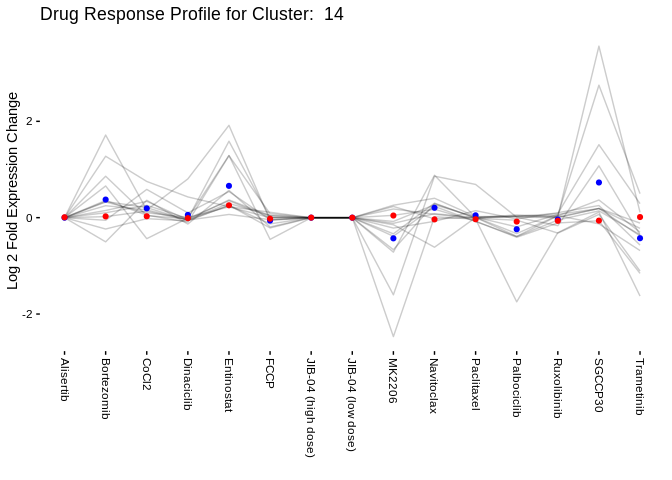 Drug Response Profile for Cluster:  14
Log 2 Fold Expression Change
2
0
-2
Alisertib
Bortezomib
CoCl2
Dinaciclib
Entinostat
FCCP
JIB-04 (high dose)
JIB-04 (low dose)
MK2206
Navitoclax
Paclitaxel
Palbociclib
Ruxolibinib
SGCCP30
Trametinib